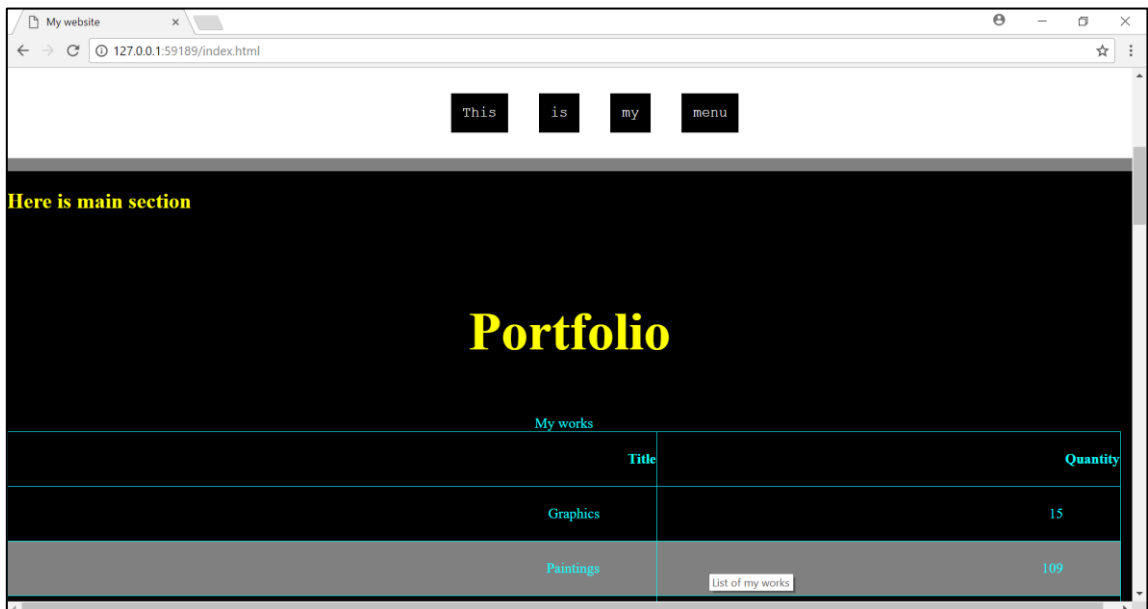 My website
127.0.0.1:59189/index.html
This is my menu
Here is main section
Portfolio
My works
Title Quantity
Graphics 15
Paintings 109
List of my works